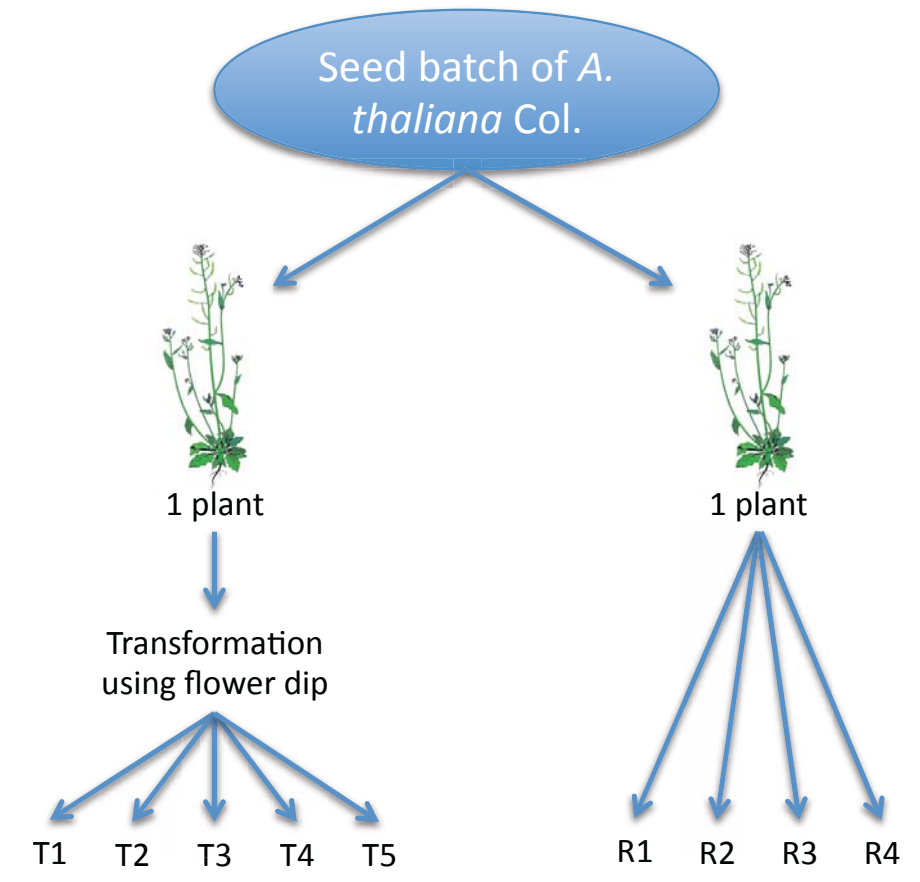 Seed batch of A.
thaliana Col.
1 plant
1 plant
Transformation
using flower dip
T1 T2 T3 T4 T5
R1 R2 R3 R4